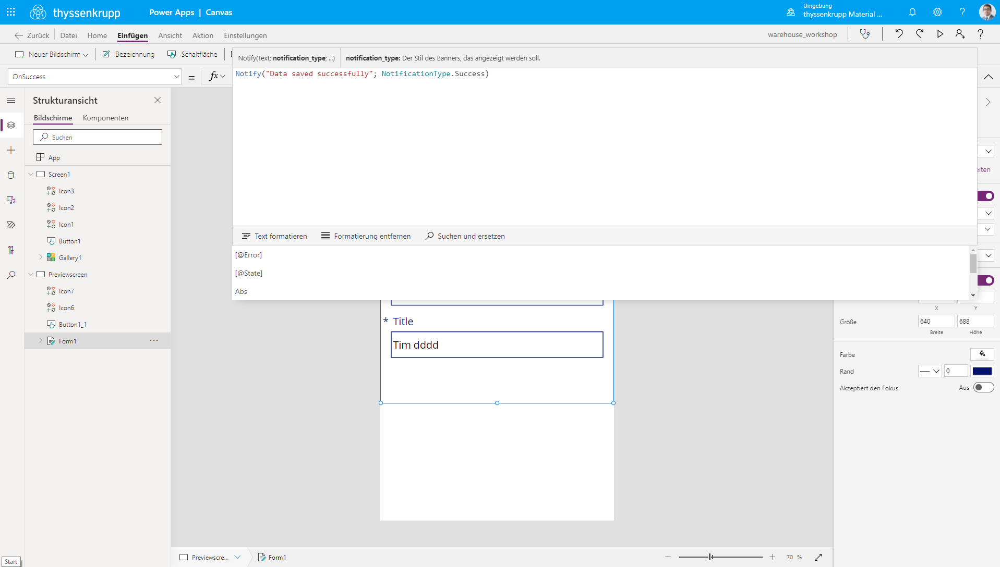 thyssenkrupp
Power Apps | Canvas
Umgebung
thyssenkrupp Material ...
Zurück
Datei
Home
Einfügen
Ansicht
Aktion
Einstellungen
warehouse_workshop
Neuer Bildschirm
Bezeichnung
Schaltfläche
Notify(Text; notification_type; ...)
notification_type: Der Stil des Banners, das angezeigt werden soll.
OnSuccess
=
fx
Notify("Data saved successfully"; NotificationType.Success)
Strukturansicht
Bildschirme
Komponenten
Suchen
App
Screen1
Icon3
Icon2
Icon1
Button1
Gallery1
Previewscreen
Icon7
Icon6
Button1_1
Form1
...
Text formatieren
Formatierung entfernen
Suchen und ersetzen
[@Error]
[@State]
Abs
* Title
Tim dddd
eiten
X
Y
Größe
640
688
Breite
Höhe
Farbe
Rand
0
Akzeptiert den Fokus
Aus
Previewscre...
Form1
70 %
Start